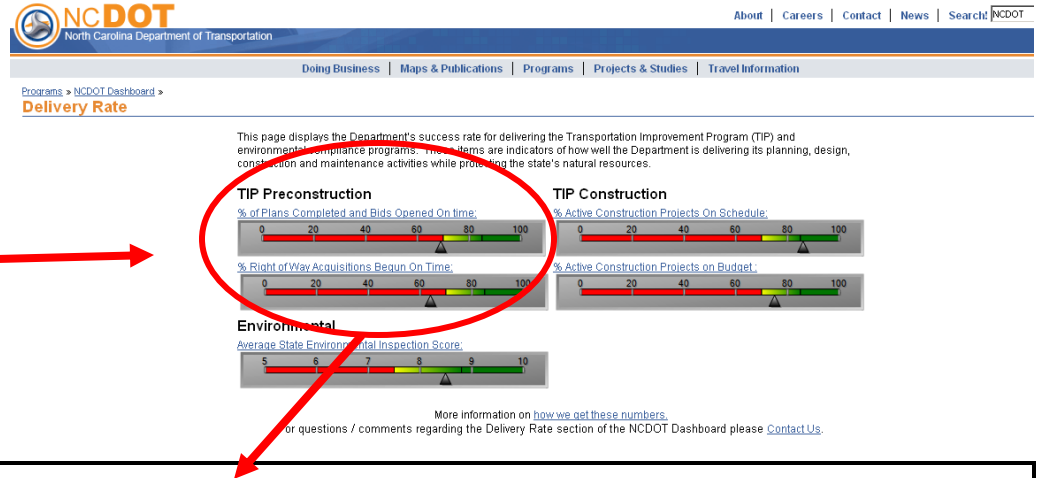 NCDOT
North Carolina Department of Transportation
About | Careers | Contact | News | Search: NCDOT
Doing Business | Maps & Publications | Programs | Projects & Studies | Travel Information
Programs » NCDOT Dashboard »
Delivery Rate
This page displays the Department's success rate for delivering the Transportation Improvement Program (TIP) and
environmental compliance programs. These items are indicators of how well the Department is delivering its planning, design,
construction and maintenance activities while protecting the state's natural resources.
TIP Preconstruction
% of Plans Completed and Bids Opened On time:
0 20 40 60 80 100
% Right of Way Acquisitions Begun On Time:
0 20 40 60 80 100
TIP Construction
% Active Construction Projects On Schedule:
0 20 40 60 80 100
% Active Construction Projects on Budget :
0 20 40 60 80 100
Environmental
Average State Environmental Inspection Score:
5 6 7 8 9 10
More information on how we get these numbers.
or questions / comments regarding the Delivery Rate section of the NCDOT Dashboard please Contact Us.